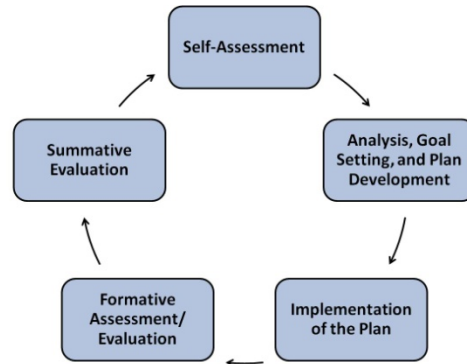 Self-Assessment
Analysis, Goal
Setting, and Plan
Development
Implementation
of the Plan
Formative
Assessment/
Evaluation
Summative
Evaluation